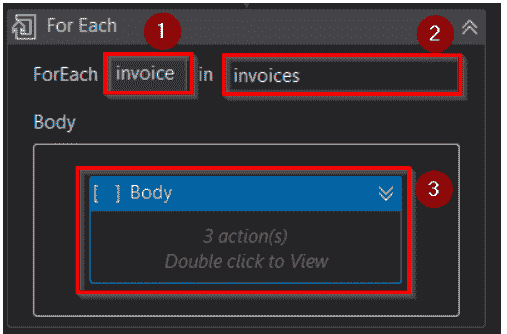 For Each
1
2
ForEach invoice in invoices
Body
[ ] Body
3
3 action(s)
Double click to View